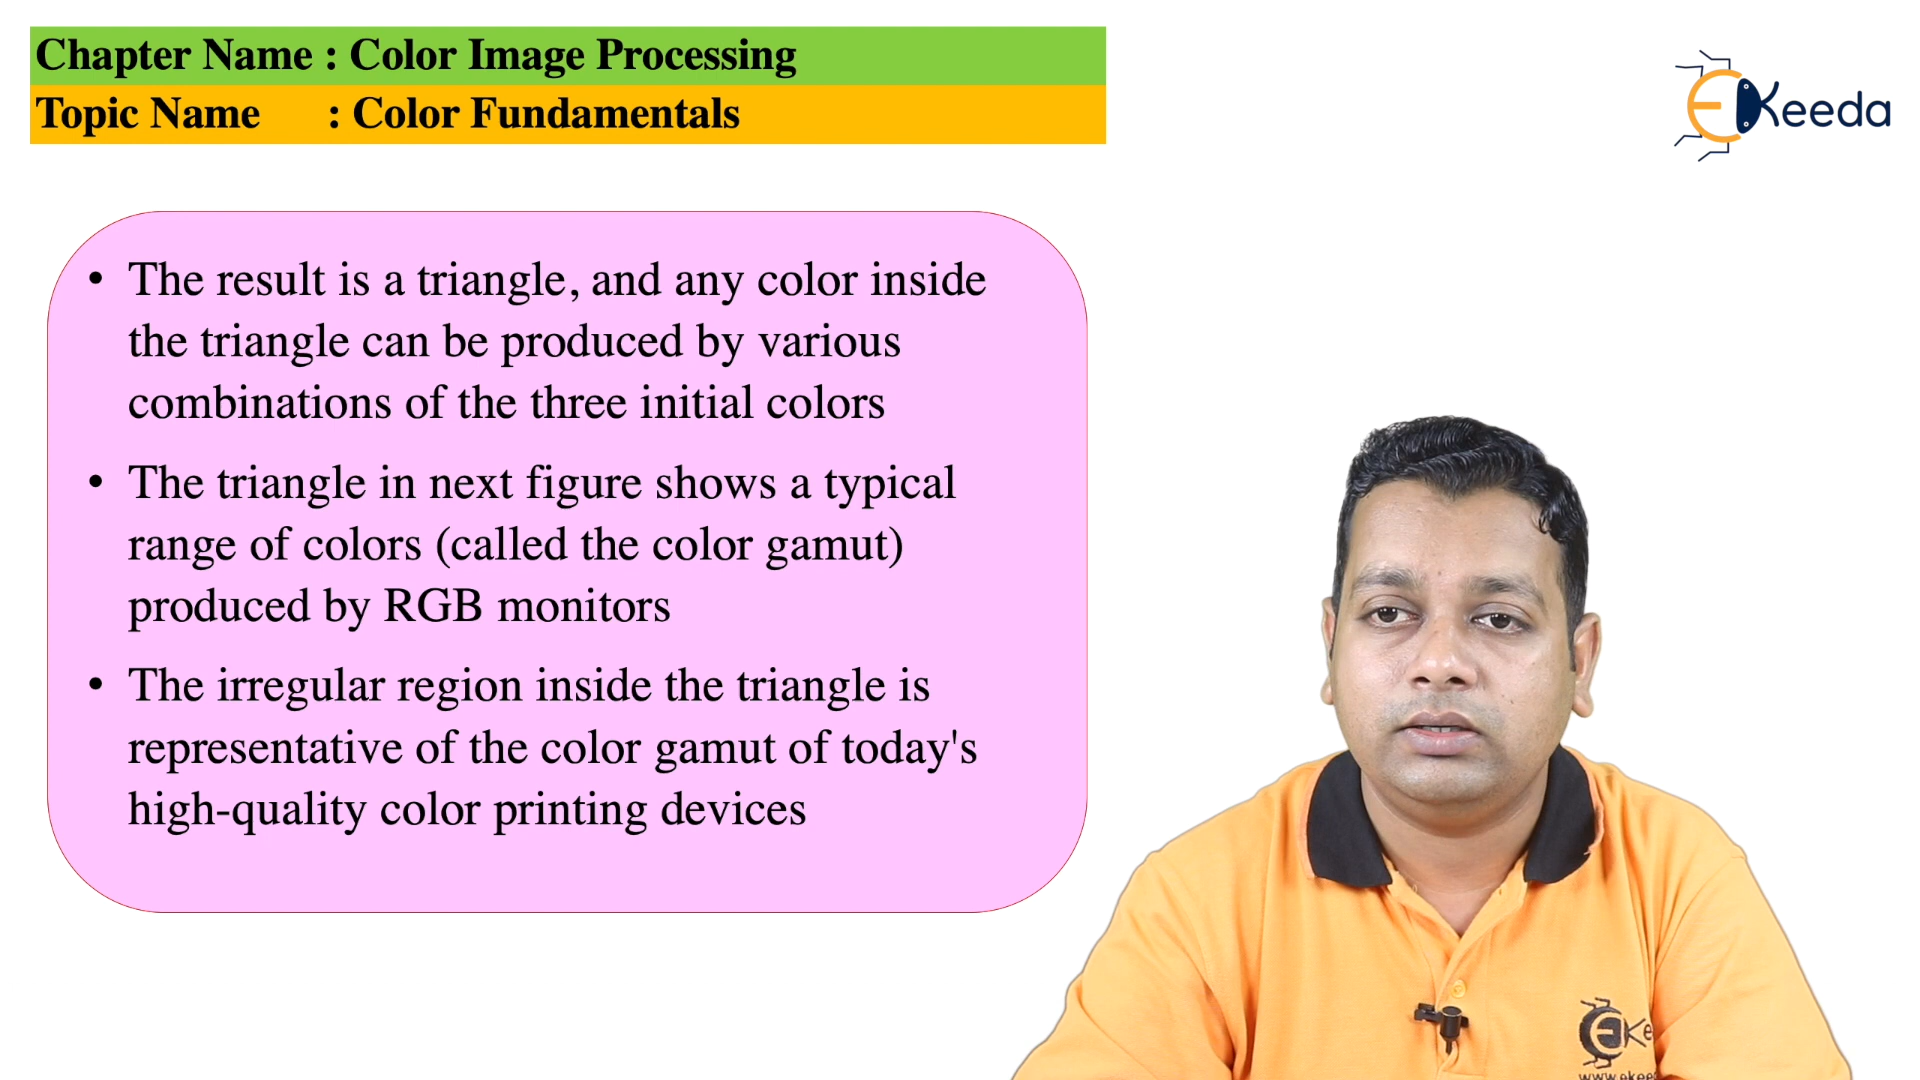 Chapter Name : Color Image Processing
Topic Name : Color Fundamentals
Keeda
• The result is a triangle, and any color inside
the triangle can be produced by various
combinations of the three initial colors
• The triangle in next figure shows a typical
range of colors (called the color gamut)
produced by RGB monitors
• The irregular region inside the triangle is
representative of the color gamut of today's
high-quality color printing devices